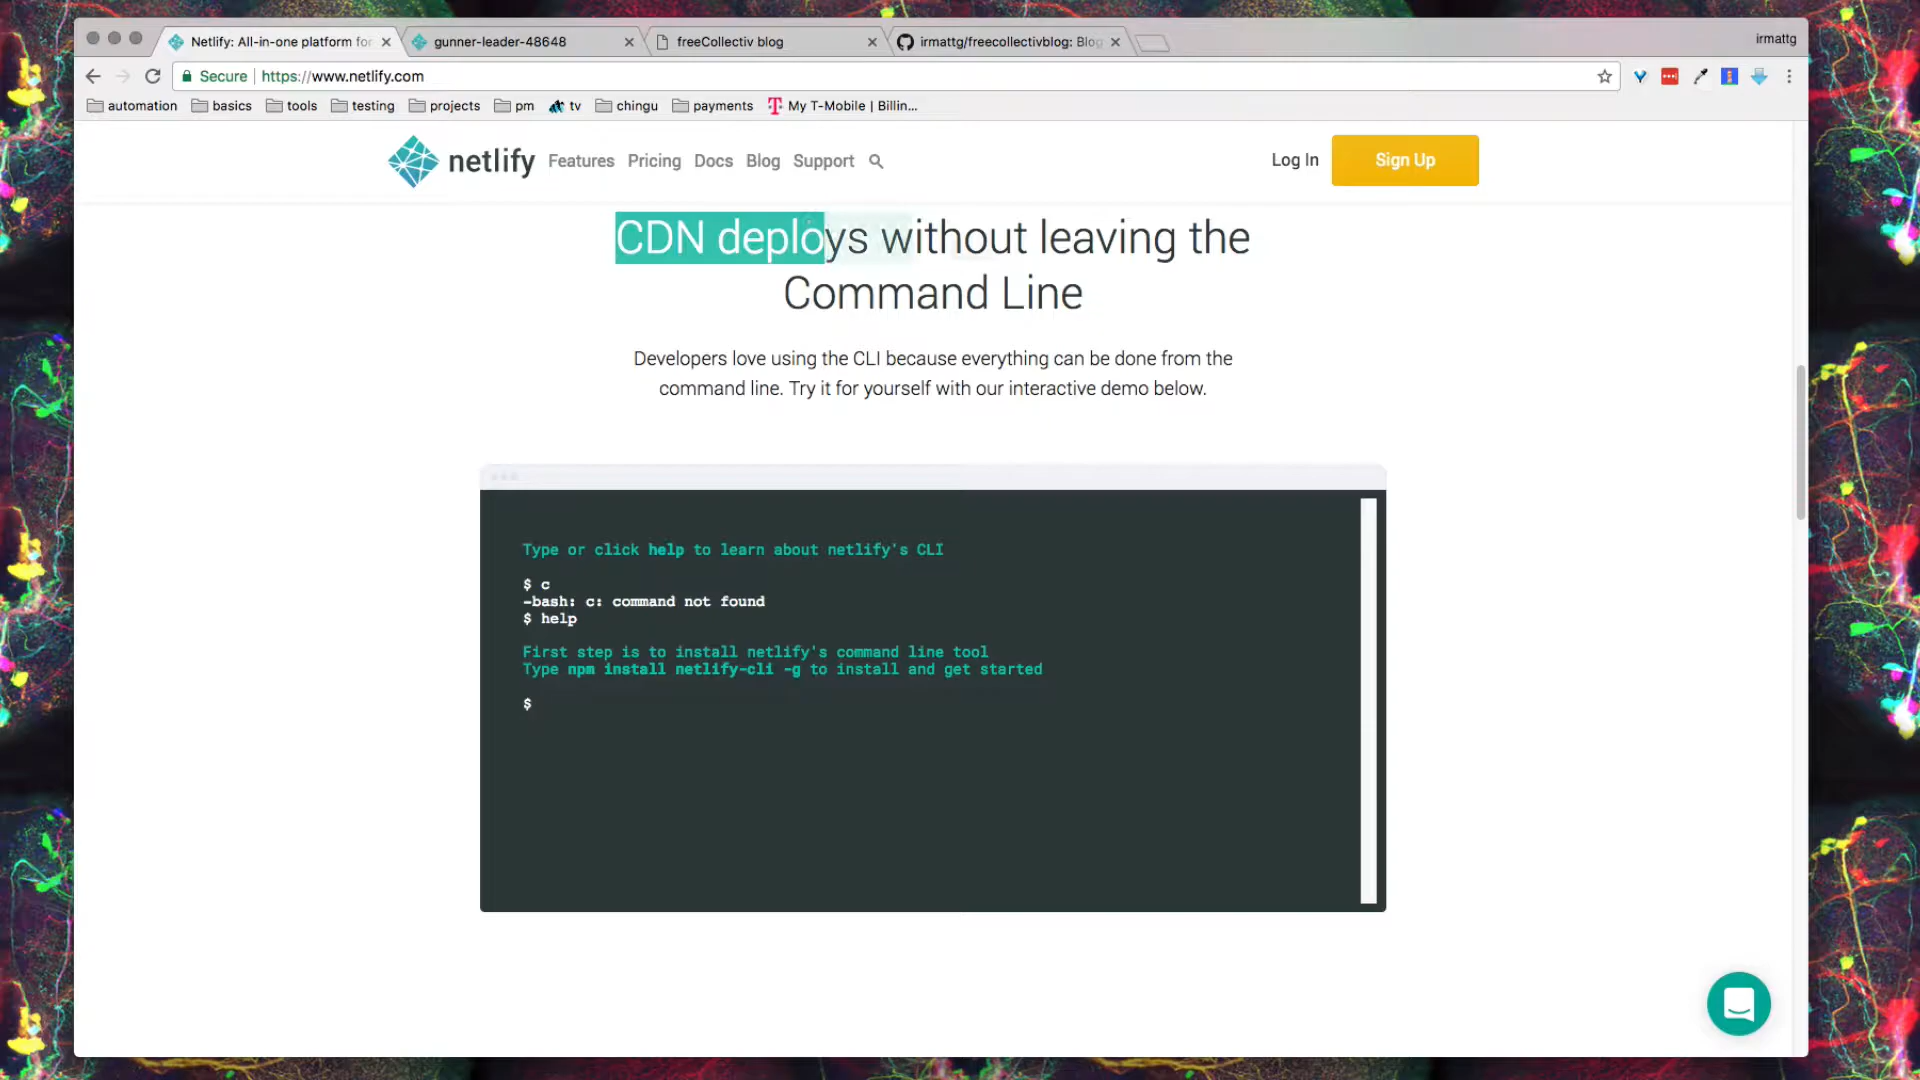 Netlify: All-in-one platform for
gunner-leader-48648
freeCollectiv blog
irmattg/freecollectivblog: Blog
irmattg
Secure
https://www.netlify.com
automation
basics
tools
testing
projects
pm
tv
chingu
payments
My T-Mobile | Billin...
netlify
Features
Pricing
Docs
Blog
Support
Log In
Sign Up
CDN deploys without leaving the
Command Line
Developers love using the CLI because everything can be done from the
command line. Try it for yourself with our interactive demo below.
Type or click help to learn about netlify's CLI
$ c
-bash: c: command not found
$ help
First step is to install netlify's command line tool
Type npm install netlify-cli -g to install and get started
$